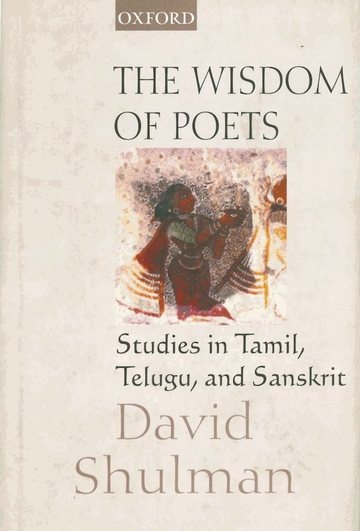 OXFORD
THE WISDOM
OF POETS
Studies in Tamil,
Telugu, and Sanskrit
David
Shulman